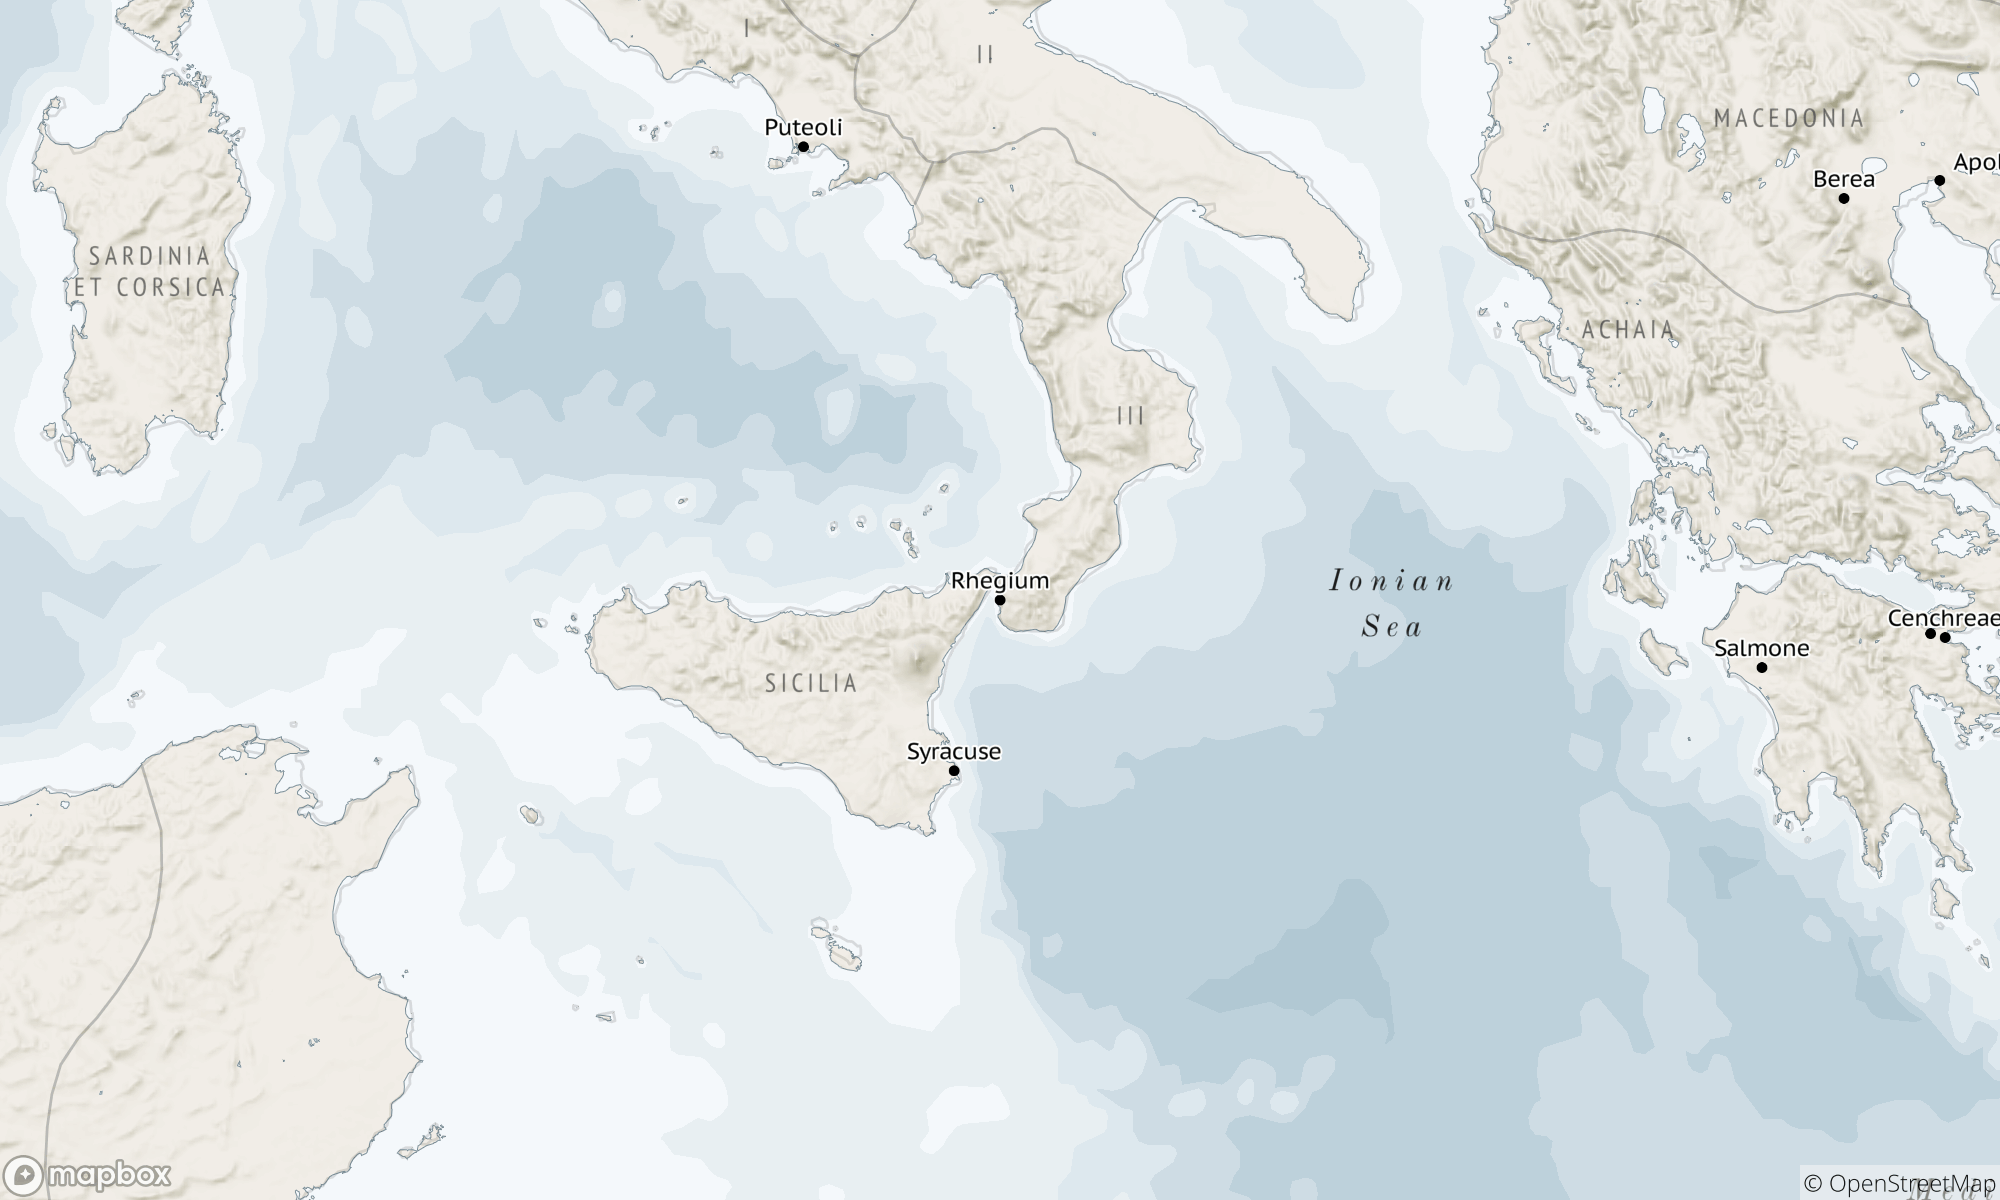 I
II
Puteoli
MACEDONIA
Apol
Berea
SARDINIA
ET CORSICA
ACHAIA
III
Rhegium
Ionian
Sea
Cenchreae
Salmone
SICILIA
Syracuse
mapbox
© OpenStreetMap